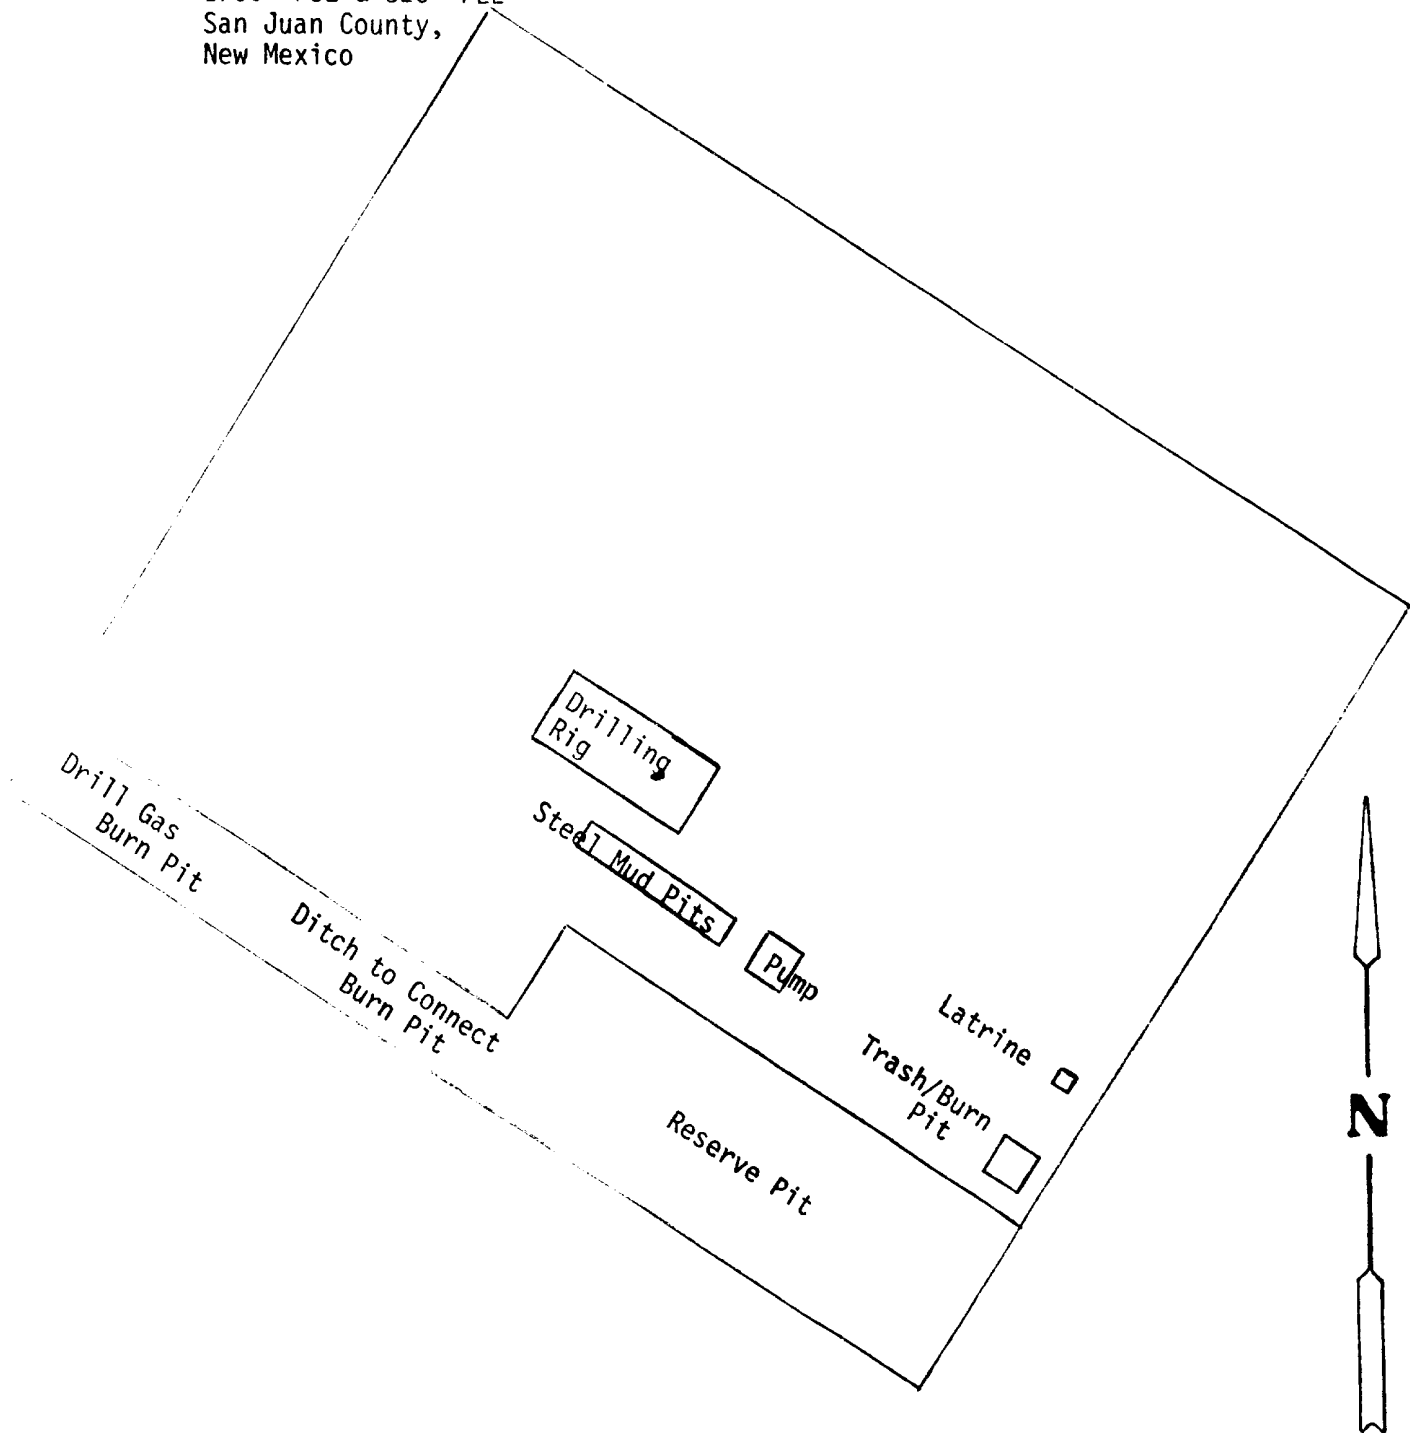 San Juan County,
New Mexico
Drilling
Rig
Steel Mud Pits
Pump
Drill Gas
Burn Pit
Ditch to Connect
Burn Pit
Latrine
Trash/Burn
Pit
Reserve Pit
N